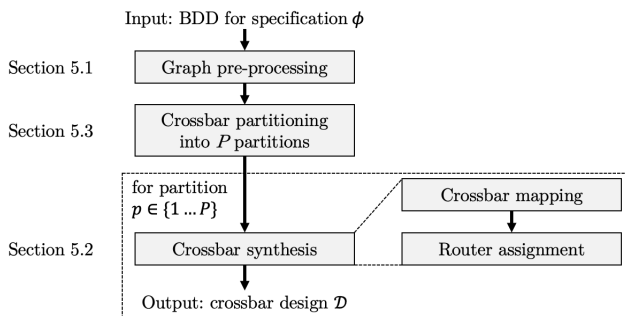 Input: BDD for specification ϕ
Section 5.1
Graph pre-processing
Section 5.3
Crossbar partitioning
into P partitions
for partition
p ∈ {1 … P}
Crossbar mapping
Section 5.2
Crossbar synthesis
Router assignment
Output: crossbar design 𝒟